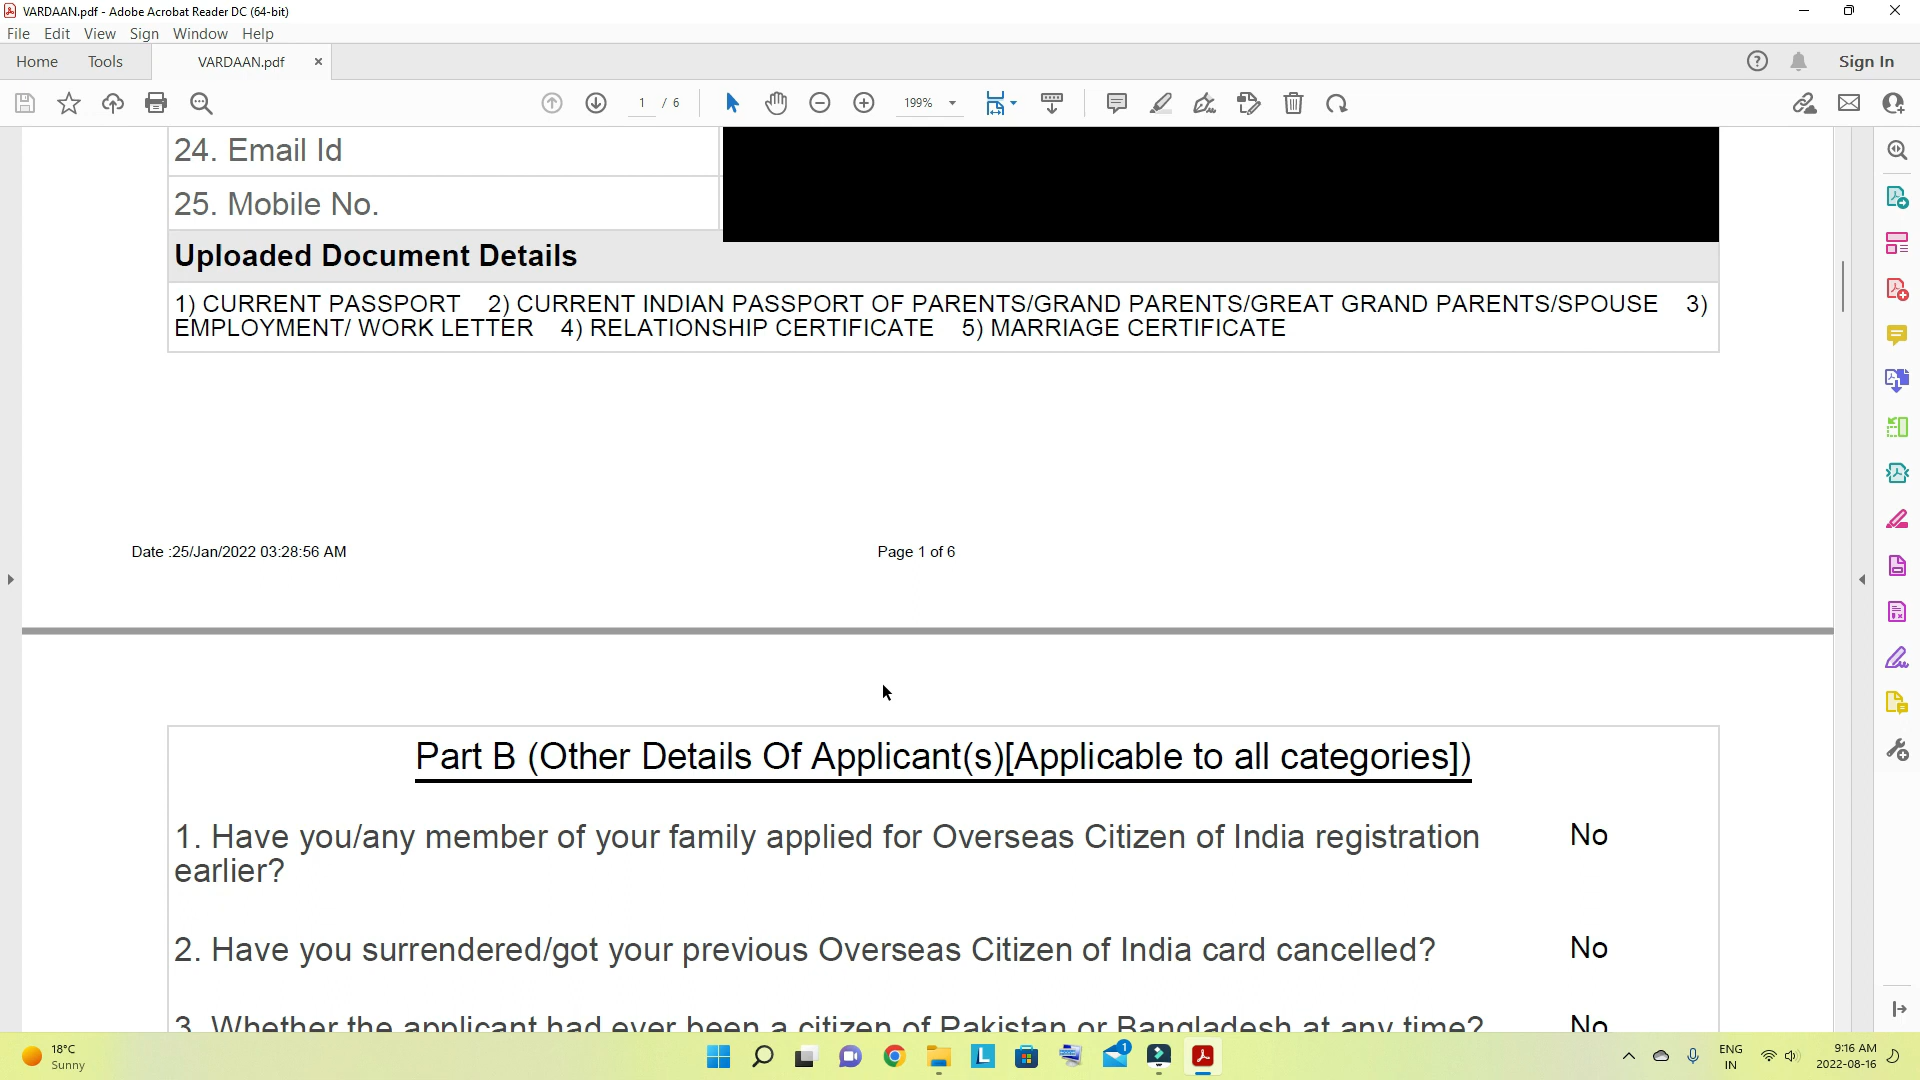 VARDAAN.pdf - Adobe Acrobat Reader DC (64-bit)
File Edit View Sign Window Help
Home Tools VARDAAN.pdf × Sign In
1 / 6 199%
24. Email Id
25. Mobile No.
Uploaded Document Details
1) CURRENT PASSPORT 2) CURRENT INDIAN PASSPORT OF PARENTS/GRAND PARENTS/GREAT GRAND PARENTS/SPOUSE 3)
EMPLOYMENT/ WORK LETTER 4) RELATIONSHIP CERTIFICATE 5) MARRIAGE CERTIFICATE
Date :25/Jan/2022 03:28:56 AM Page 1 of 6
Part B (Other Details Of Applicant(s)[Applicable to all categories])
1. Have you/any member of your family applied for Overseas Citizen of India registration No
earlier?
2. Have you surrendered/got your previous Overseas Citizen of India card cancelled? No
3. Whether the applicant had ever been a citizen of Pakistan or Bangladesh at any time? No
18°C
Sunny
L
1
ENG
IN
9:16 AM
2022-08-16